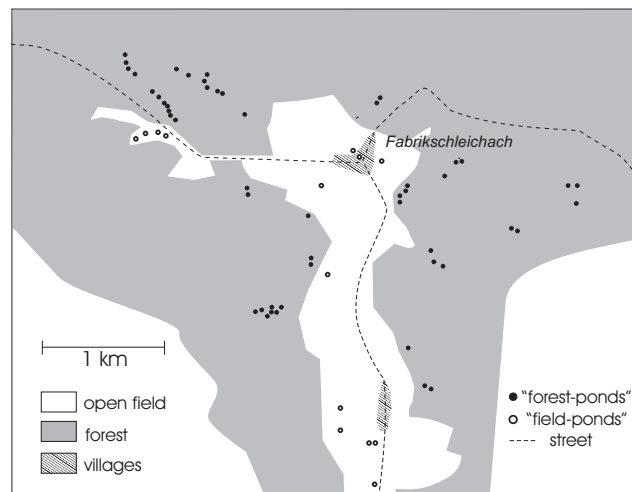 Fabrikschleichach
1 km
open field
forest
villages
"forest-ponds"
"field-ponds"
street